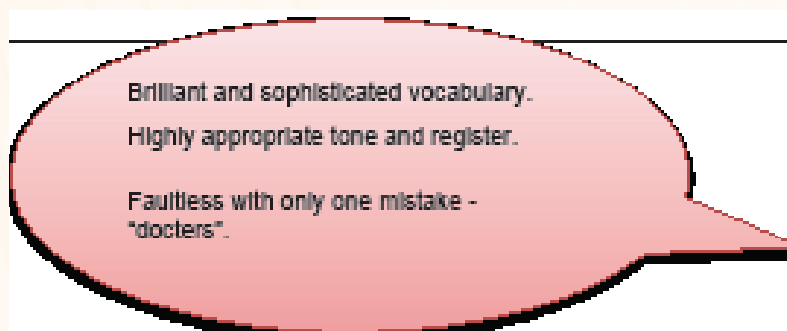 Brilliant and sophisticated vocabulary.
Highly appropriate tone and register.
Faultless with only one mistake -
"docters".